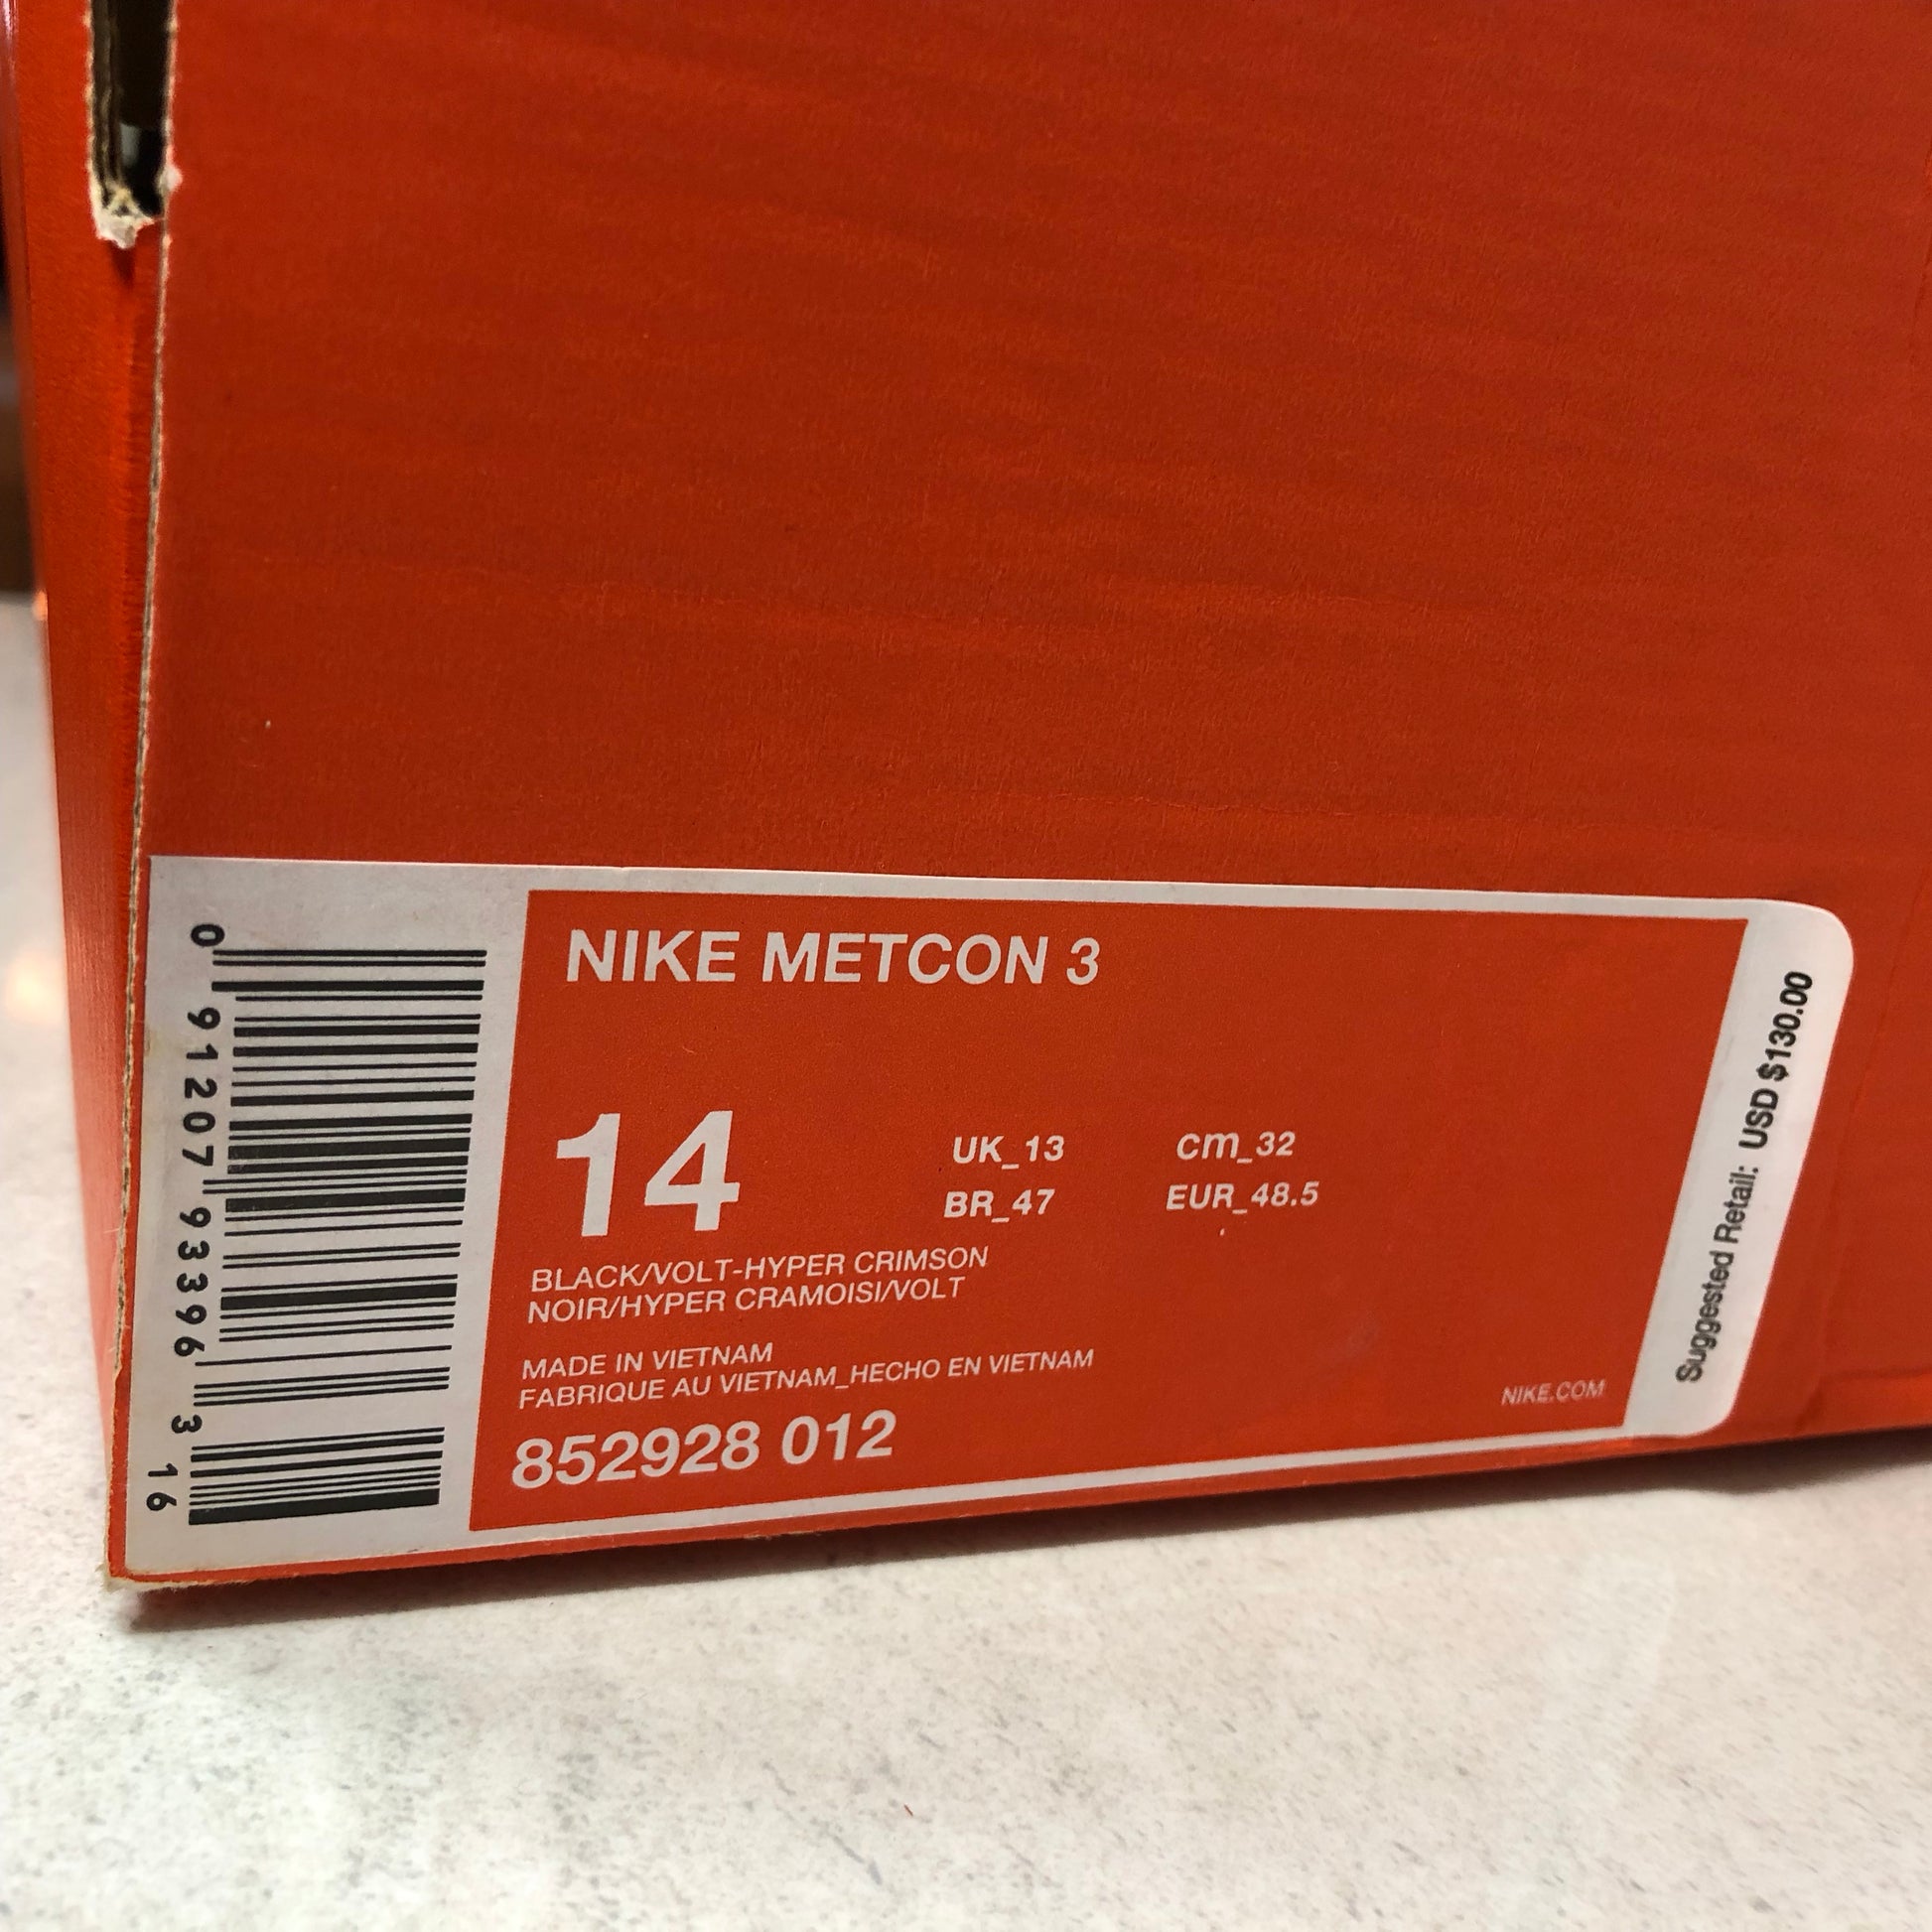 NIKE METCON 3
14
UK_13 cm_32
BR_47 EUR_48.5
BLACK/VOLT-HYPER CRIMSON
NOIR/HYPER CRAMOISI/VOLT
MADE IN VIETNAM
FABRIQUE AU VIETNAM_HECHO EN VIETNAM
852928 012
NIKE.COM
Suggested Retail: USD $130.00
0 91207 93396 3 16